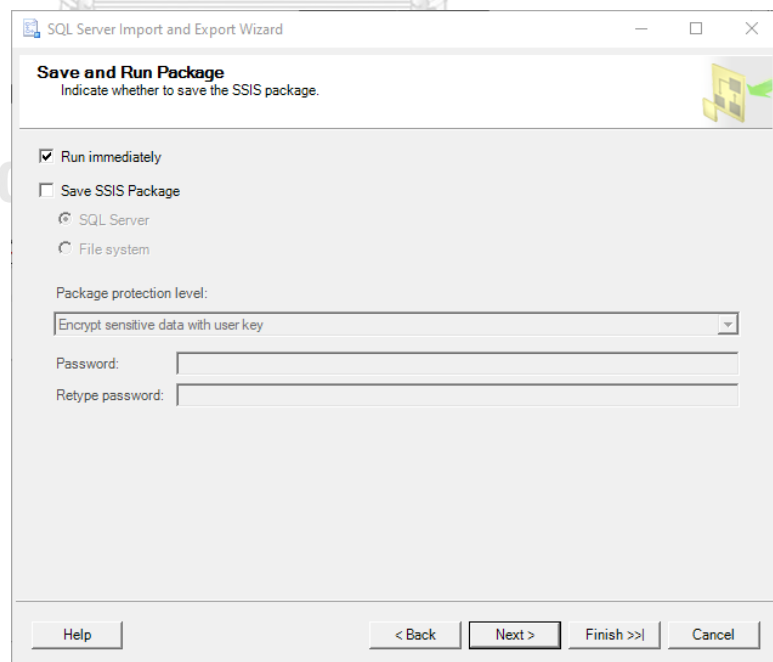 SQL Server Import and Export Wizard
Save and Run Package
Indicate whether to save the SSIS package.
Run immediately
Save SSIS Package
SQL Server
File system
Package protection level:
Encrypt sensitive data with user key
Password:
Retype password:
Help
< Back
Next >
Finish >>|
Cancel